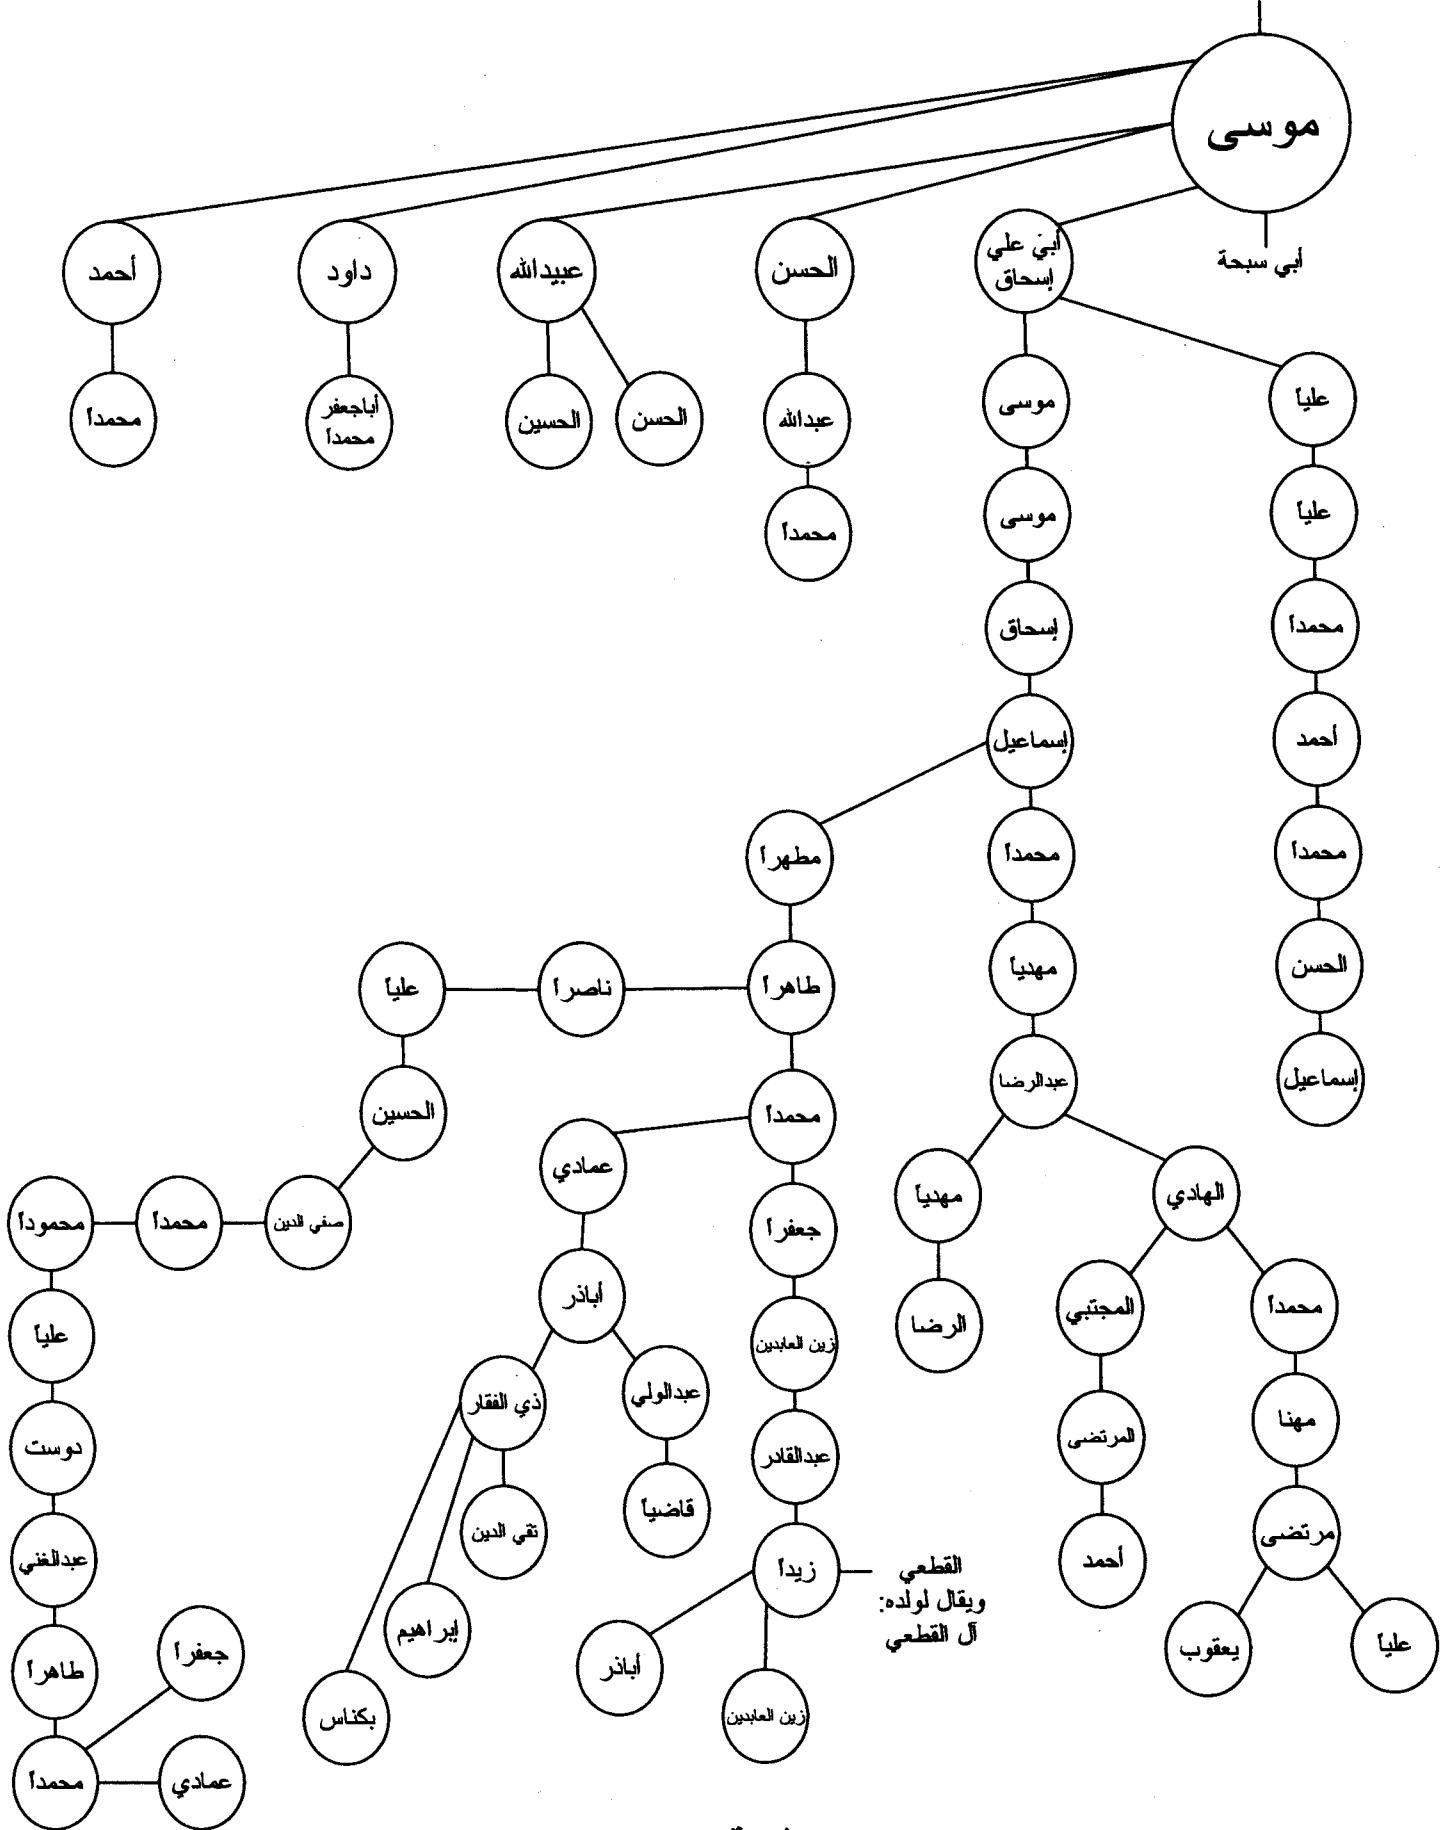 موسى
أبي سبحة
أبي علي
إسحاق
الحسن
عبيدالله
داود
أحمد
علياً
موسى
عبدالله
الحسن
الحسين
أباجعفر
محمداً
محمداً
علياً
موسى
محمداً
محمداً
إسحاق
أحمد
إسماعيل
محمداً
محمداً
مطهراً
الحسن
مهدياً
طاهراً
ناصراً
علياً
إسماعيل
عبدالرضا
محمداً
الحسين
عمادي
الهادي
مهدياً
جعفراً
صفي الدين
محمداً
محموداً
محمداً
المجتبي
الرضا
زين العابدين
أباذر
علياً
مهنا
المرتضى
عبدالقادر
عبدالولي
ذي الفقار
دوست
مرتضى
أحمد
زيداً
القطعي
ويقال لولده:
آل القطعي
قاضياً
تقي الدين
عبدالغني
علياً
يعقوب
أباذر
زين العابدين
إبراهيم
بكناس
جعفراً
طاهراً
عمادي
محمداً